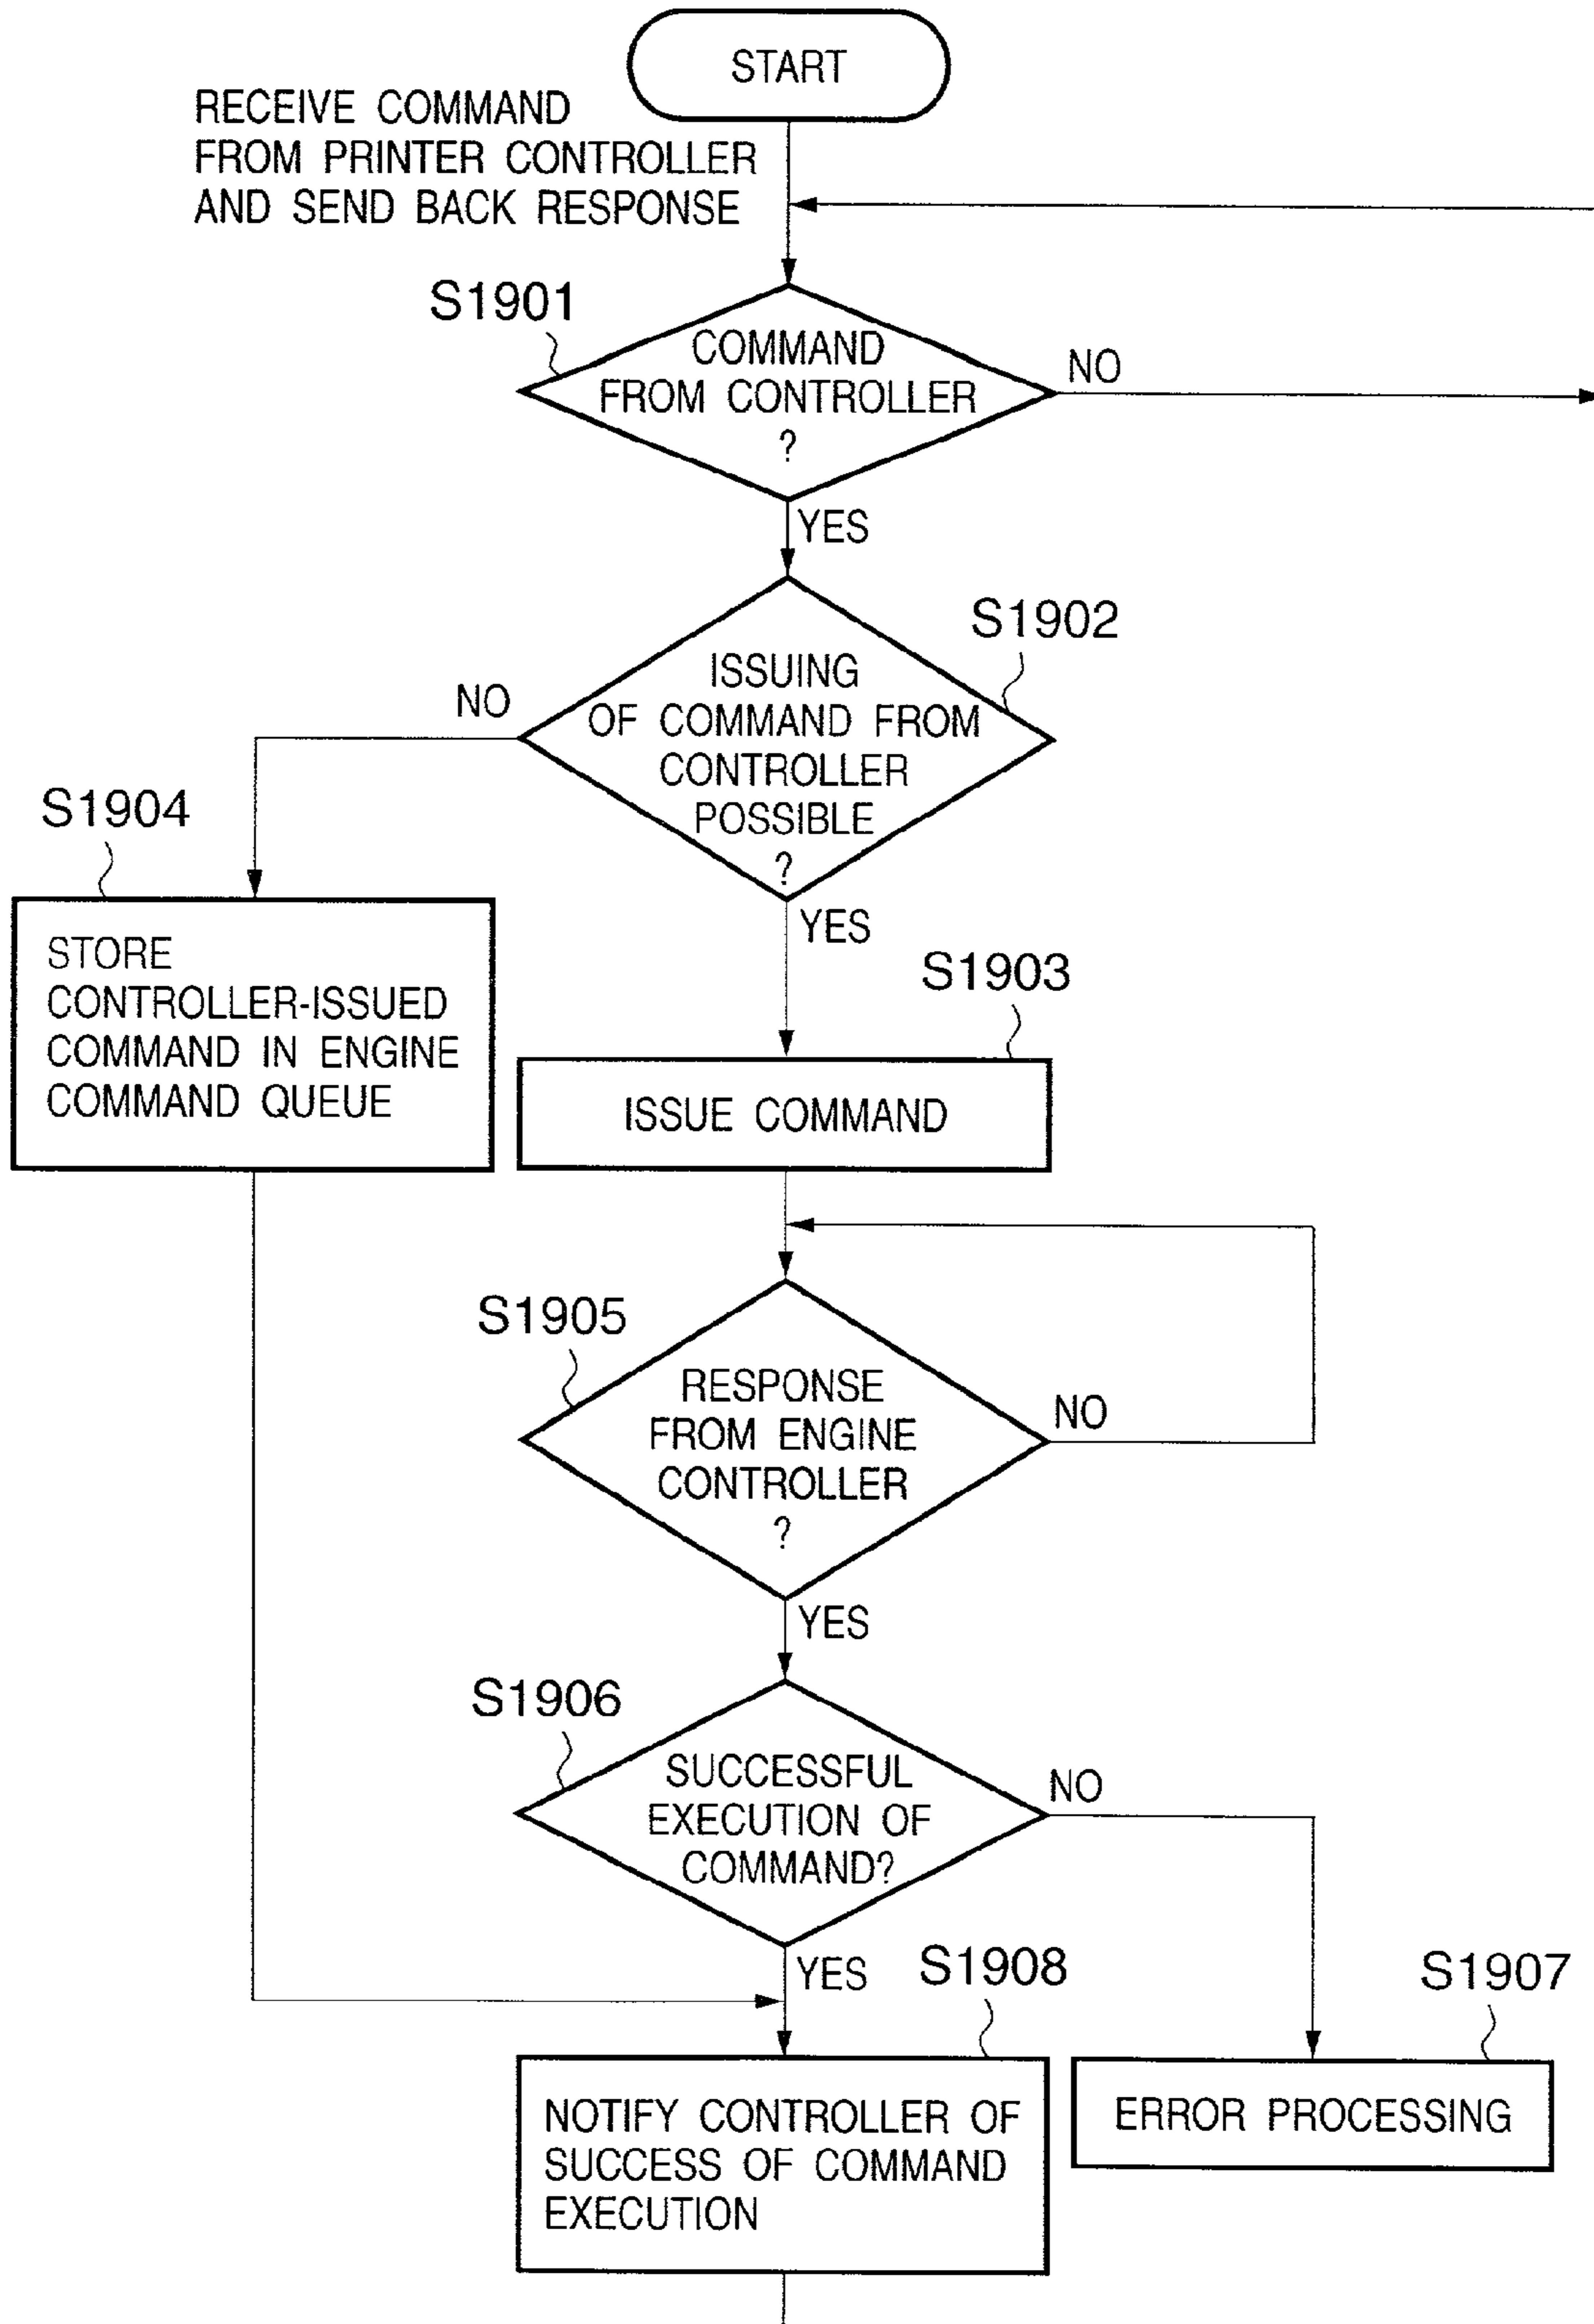 START
RECEIVE COMMAND
FROM PRINTER CONTROLLER
AND SEND BACK RESPONSE
S1901
COMMAND
FROM CONTROLLER
?
NO
YES
S1902
ISSUING
OF COMMAND FROM
CONTROLLER
POSSIBLE
?
NO
YES
S1904
STORE
CONTROLLER-ISSUED
COMMAND IN ENGINE
COMMAND QUEUE
S1903
ISSUE COMMAND
S1905
RESPONSE
FROM ENGINE
CONTROLLER
?
NO
YES
S1906
SUCCESSFUL
EXECUTION OF
COMMAND?
NO
YES
S1908
NOTIFY CONTROLLER OF
SUCCESS OF COMMAND
EXECUTION
S1907
ERROR PROCESSING